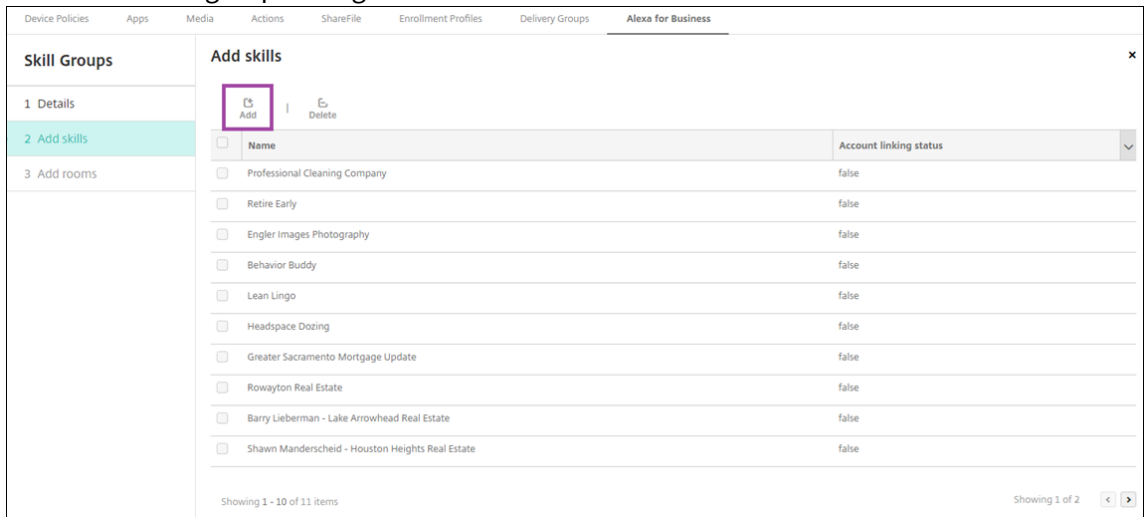 Device Policies Apps Media Actions ShareFile Enrollment Profiles Delivery Groups Alexa for Business
Skill Groups
Add skills
1 Details
2 Add skills
3 Add rooms
Add | Delete
Name Account linking status
Professional Cleaning Company false
Retire Early false
Engler Images Photography false
Behavior Buddy false
Lean Lingo false
Headspace Dozing false
Greater Sacramento Mortgage Update false
Rowayton Real Estate false
Barry Lieberman - Lake Arrowhead Real Estate false
Shawn Manderscheid - Houston Heights Real Estate false
Showing 1 - 10 of 11 items Showing 1 of 2